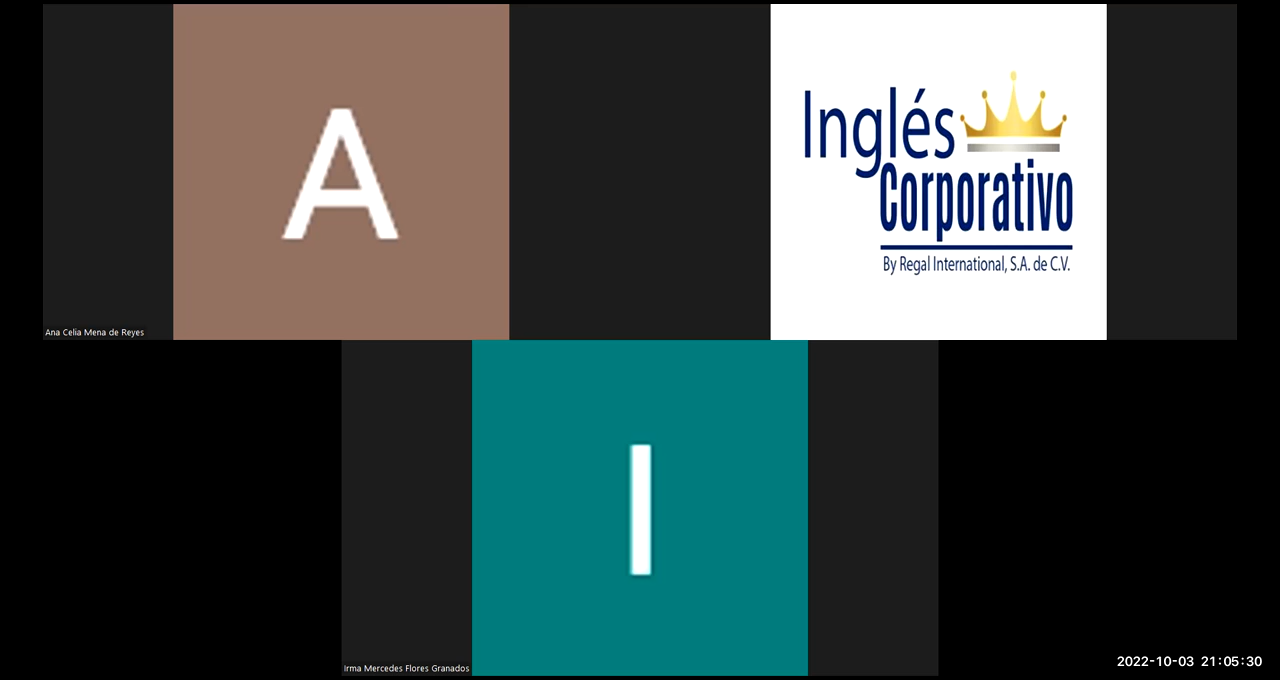 A
Ana Celia Mena de Reyes
Inglés
Corporativo
By Regal International, S.A. de C.V.
I
Irma Mercedes Flores Granados
2022-10-03 21:05:30